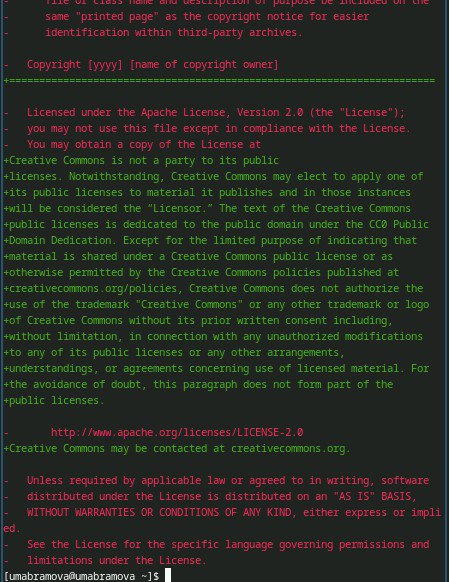 -      file or class name and description of purpose be included on the
-      same "printed page" as the copyright notice for easier
-      identification within third-party archives.
-   Copyright [yyyy] [name of copyright owner]
+=======================================================================
-   Licensed under the Apache License, Version 2.0 (the "License");
-   you may not use this file except in compliance with the License.
-   You may obtain a copy of the License at
+Creative Commons is not a party to its public
+licenses. Notwithstanding, Creative Commons may elect to apply one of
+its public licenses to material it publishes and in those instances
+will be considered the “Licensor.” The text of the Creative Commons
+public licenses is dedicated to the public domain under the CC0 Public
+Domain Dedication. Except for the limited purpose of indicating that
+material is shared under a Creative Commons public license or as
+otherwise permitted by the Creative Commons policies published at
+creativecommons.org/policies, Creative Commons does not authorize the
+use of the trademark "Creative Commons" or any other trademark or logo
+of Creative Commons without its prior written consent including,
+without limitation, in connection with any unauthorized modifications
+to any of its public licenses or any other arrangements,
+understandings, or agreements concerning use of licensed material. For
+the avoidance of doubt, this paragraph does not form part of the
+public licenses.
-       http://www.apache.org/licenses/LICENSE-2.0
+Creative Commons may be contacted at creativecommons.org.
-   Unless required by applicable law or agreed to in writing, software
-   distributed under the License is distributed on an "AS IS" BASIS,
-   WITHOUT WARRANTIES OR CONDITIONS OF ANY KIND, either express or impli
ed.
-   See the License for the specific language governing permissions and
-   limitations under the License.
[umabramova@umabramova ~]$